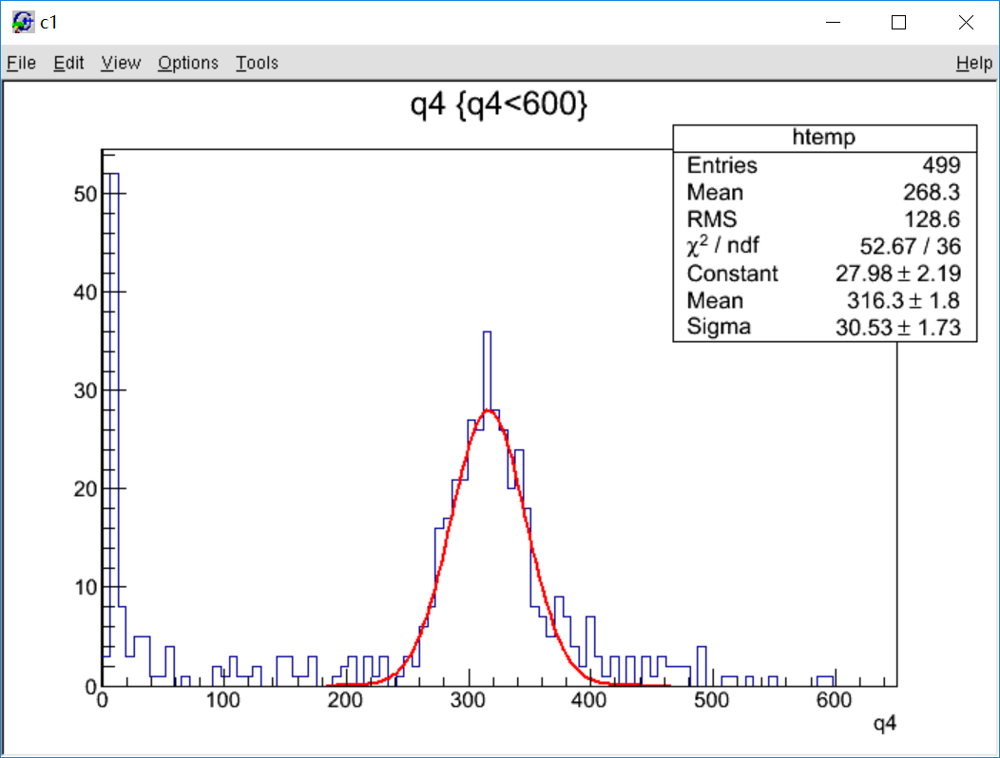 c1
File Edit View Options Tools Help
q4 {q4<600}
htemp
Entries 499
Mean 268.3
RMS 128.6
χ² / ndf 52.67 / 36
Constant 27.98 ± 2.19
Mean 316.3 ± 1.8
Sigma 30.53 ± 1.73
50
40
30
20
10
0
0 100 200 300 400 500 600
q4